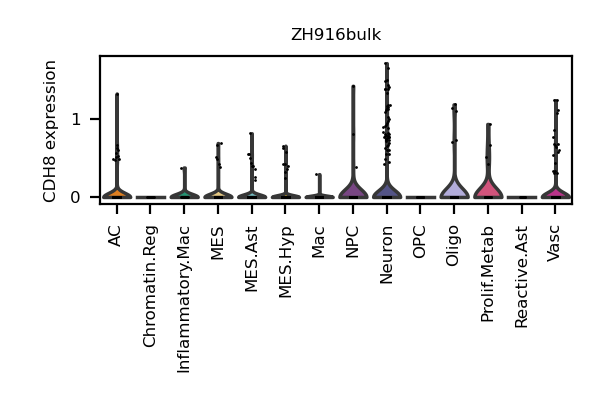 ZH916bulk
CDH8 expression
1
0
AC
Chromatin.Reg
Inflammatory.Mac
MES
MES.Ast
MES.Hyp
Mac
NPC
Neuron
OPC
Oligo
Prolif.Metab
Reactive.Ast
Vasc